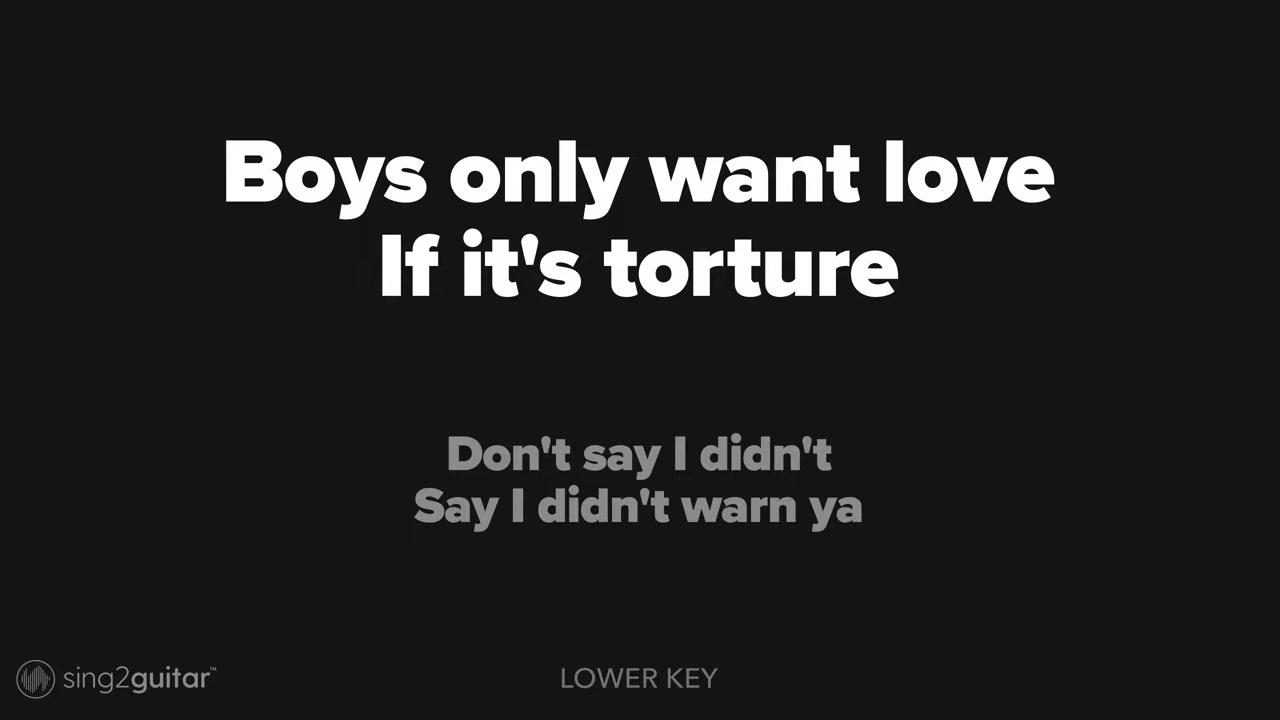 Boys only want love
If it's torture
Don't say I didn't
Say I didn't warn ya
sing2guitar™
LOWER KEY